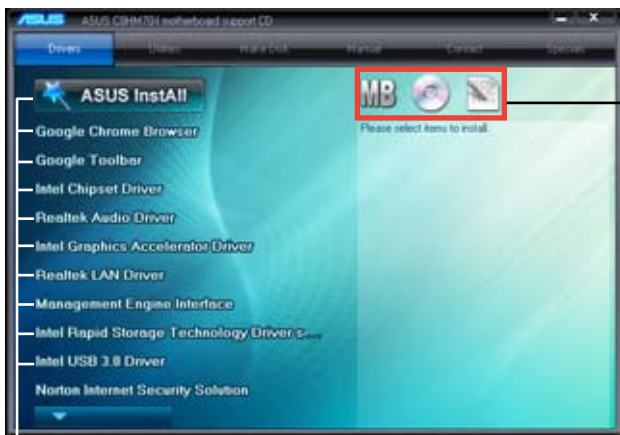 ASUS ASUS C8HM70-I motherboard support CD
Drivers Utilities Make Disk Manual Contact Specials
ASUS InstAll
MB
Google Chrome Browser
Please select items to install.
Google Toolbar
Intel Chipset Driver
Realtek Audio Driver
Intel Graphics Accelerator Driver
Realtek LAN Driver
Management Engine Interface
Intel Rapid Storage Technology Driver s...
Intel USB 3.0 Driver
Norton Internet Security Solution